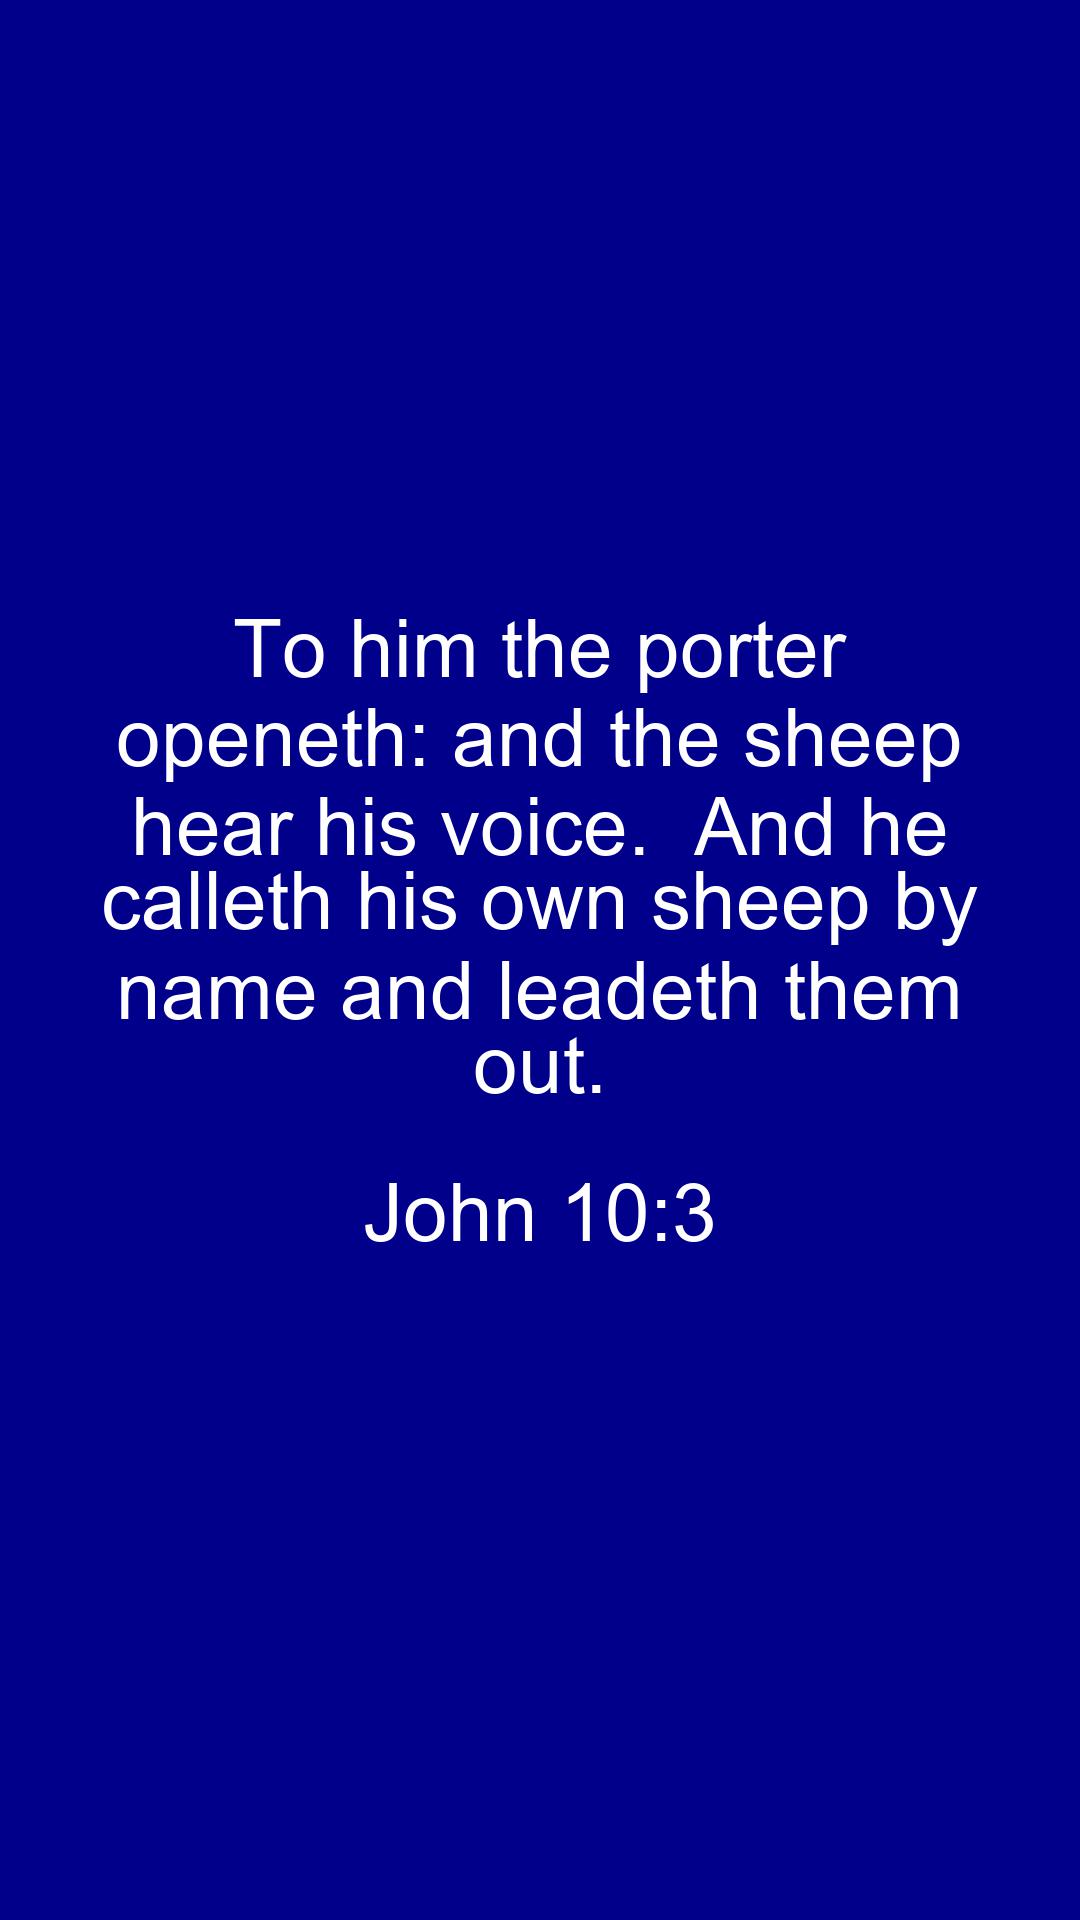 To him the porter
openeth: and the sheep
hear his voice.  And he
calleth his own sheep by
name and leadeth them
out.
John 10:3